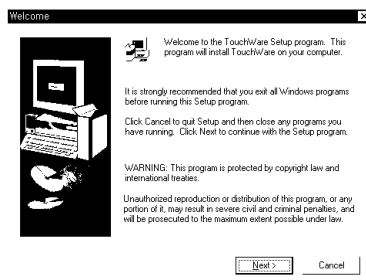 Welcome
Welcome to the TouchWare Setup program. This
program will install TouchWare on your computer.
It is strongly recommended that you exit all Windows programs
before running this Setup program.
Click Cancel to quit Setup and then close any programs you
have running. Click Next to continue with the Setup program.
WARNING: This program is protected by copyright law and
international treaties.
Unauthorized reproduction or distribution of this program, or any
portion of it, may result in severe civil and criminal penalties, and
will be prosecuted to the maximum extent possible under law.
Next > Cancel